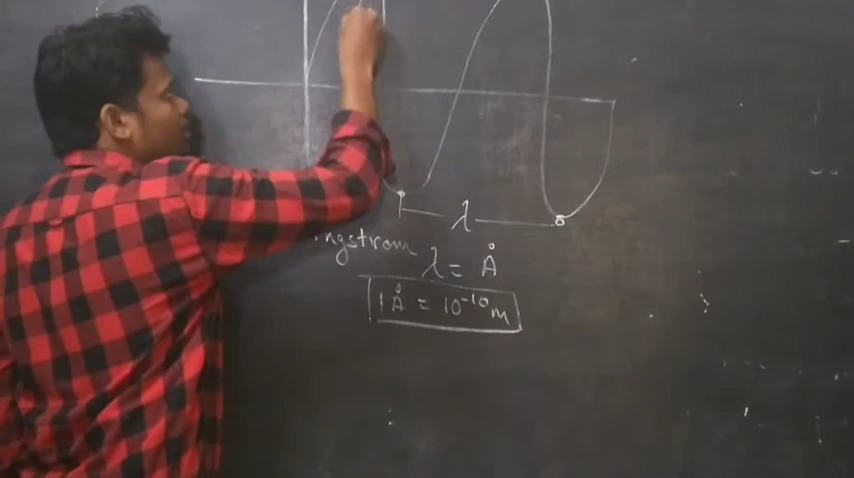 λ
ngstrom
λ = Å
1 Å = 10⁻¹⁰ m